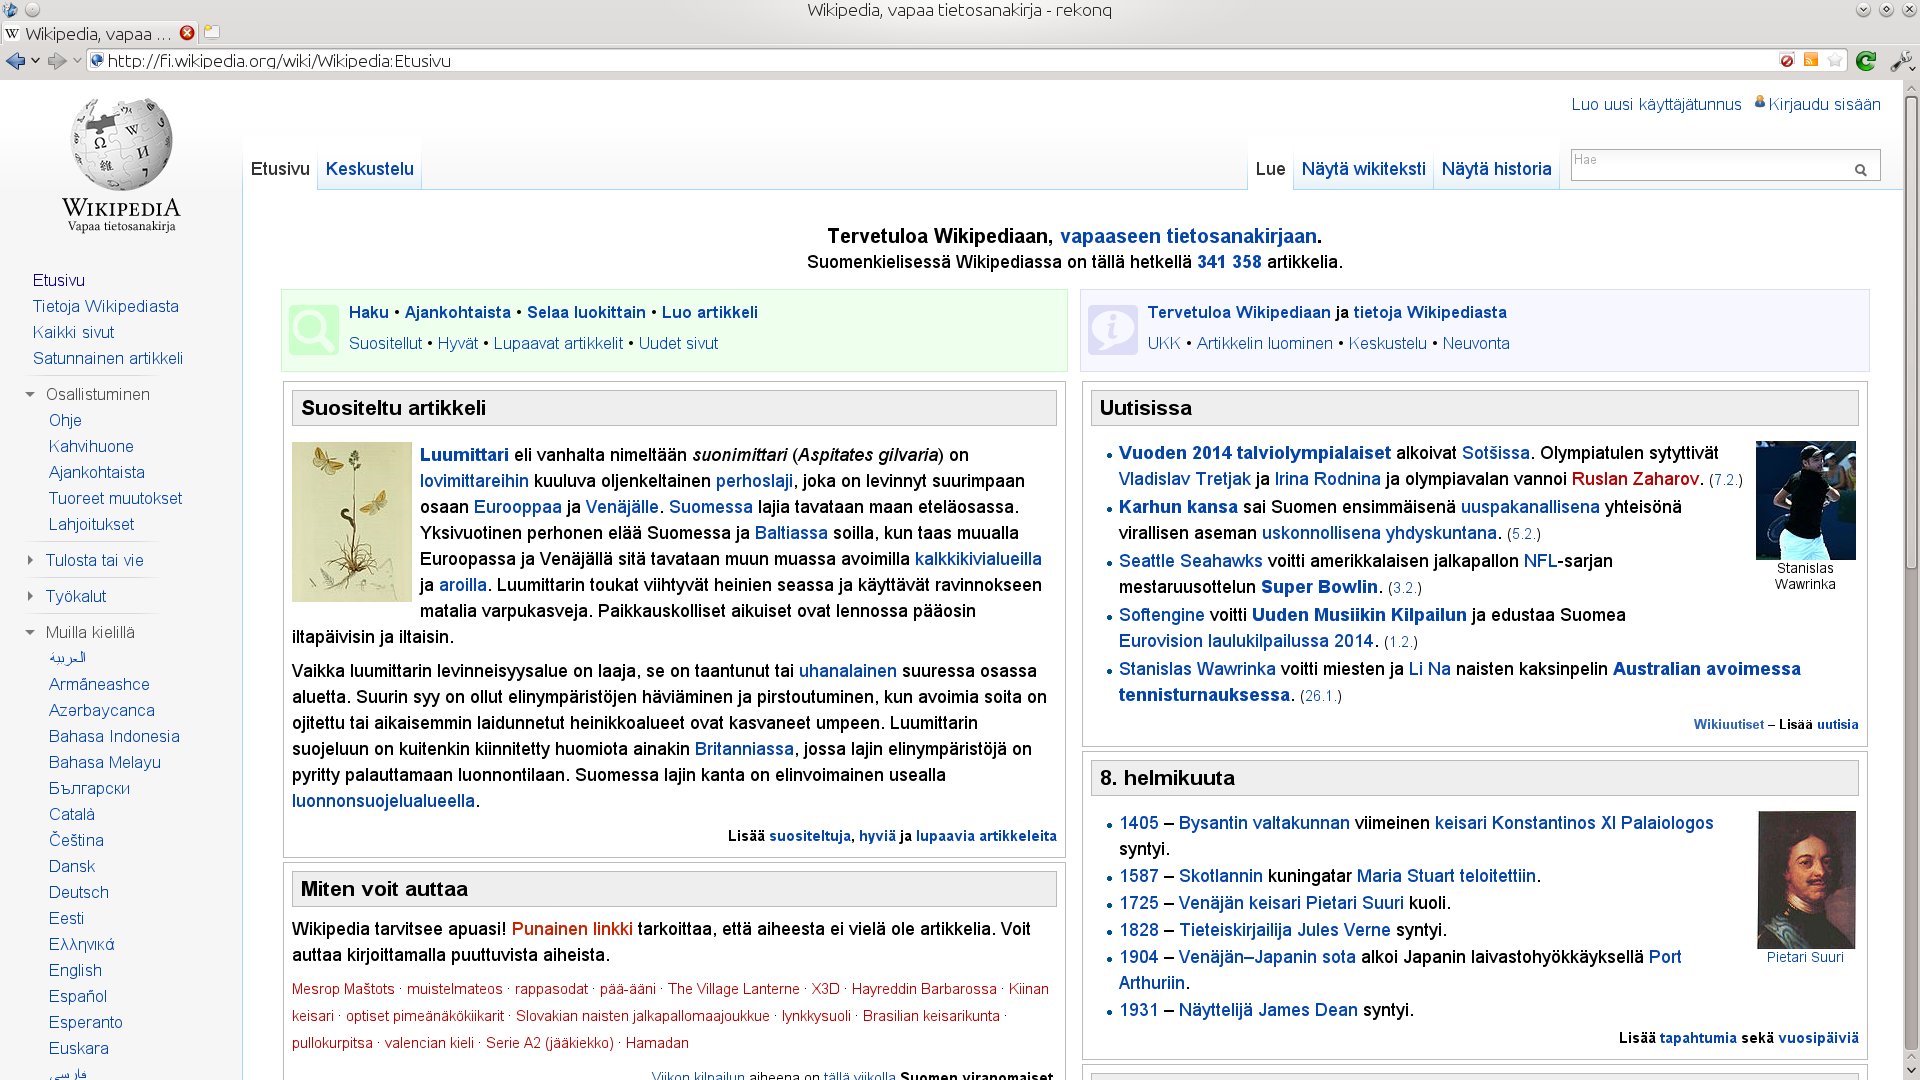 Wikipedia, vapaa tietosanakirja - rekonq
Wikipedia, vapaa ...
http://fi.wikipedia.org/wiki/Wikipedia:Etusivu
Luo uusi käyttäjätunnus Kirjaudu sisään
Etusivu Keskustelu Lue Näytä wikiteksti Näytä historia Hae
WIKIPEDIA
Vapaa tietosanakirja
Etusivu
Tietoja Wikipediasta
Kaikki sivut
Satunnainen artikkeli
Osallistuminen
Ohje
Kahvihuone
Ajankohtaista
Tuoreet muutokset
Lahjoitukset
Tulosta tai vie
Työkalut
Muilla kielillä
العربية
Armãneashce
Azərbaycanca
Bahasa Indonesia
Bahasa Melayu
Български
Català
Čeština
Dansk
Deutsch
Eesti
Ελληνικά
English
Español
Esperanto
Euskara
فارسی
Tervetuloa Wikipediaan, vapaaseen tietosanakirjaan.
Suomenkielisessä Wikipediassa on tällä hetkellä 341 358 artikkelia.
Haku • Ajankohtaista • Selaa luokittain • Luo artikkeli
Suositellut • Hyvät • Lupaavat artikkelit • Uudet sivut
Tervetuloa Wikipediaan ja tietoja Wikipediasta
UKK • Artikkelin luominen • Keskustelu • Neuvonta
Suositeltu artikkeli
Luumittari eli vanhalta nimeltään suonimittari (Aspitates gilvaria) on
lovimittareihin kuuluva oljenkeltainen perhoslaji, joka on levinnyt suurimpaan
osaan Eurooppaa ja Venäjälle. Suomessa lajia tavataan maan eteläosassa.
Yksivuotinen perhonen elää Suomessa ja Baltiassa soilla, kun taas muualla
Euroopassa ja Venäjällä sitä tavataan muun muassa avoimilla kalkkikivialueilla
ja aroilla. Luumittarin toukat viihtyvät heinien seassa ja käyttävät ravinnokseen
matalia varpukasveja. Paikkauskolliset aikuiset ovat lennossa pääosin
iltapäivisin ja iltaisin.
Vaikka luumittarin levinneisyysalue on laaja, se on taantunut tai uhanalainen suuressa osassa
aluetta. Suurin syy on ollut elinympäristöjen häviäminen ja pirstoutuminen, kun avoimia soita on
ojitettu tai aikaisemmin laidunnetut heinikkoalueet ovat kasvaneet umpeen. Luumittarin
suojeluun on kuitenkin kiinnitetty huomiota ainakin Britanniassa, jossa lajin elinympäristöjä on
pyritty palauttamaan luonnontilaan. Suomessa lajin kanta on elinvoimainen usealla
luonnonsuojelualueella.
Lisää suositeltuja, hyviä ja lupaavia artikkeleita
Miten voit auttaa
Wikipedia tarvitsee apuasi! Punainen linkki tarkoittaa, että aiheesta ei vielä ole artikkelia. Voit
auttaa kirjoittamalla puuttuvista aiheista.
Mesrop Maštots · muistelmateos · rappasodat · pää-ääni · The Village Lanterne · X3D · Hayreddin Barbarossa · Kiinan
keisari · optiset pimeänäkökiikarit · Slovakian naisten jalkapallomaajoukkue · lynkkysuoli · Brasilian keisarikunta ·
pullokurpitsa · valencian kieli · Serie A2 (jääkiekko) · Hamadan
Viikon kilpailun aiheena on tällä viikolla Suomen viranomaiset
Uutisissa
• Vuoden 2014 talviolympialaiset alkoivat Sotšissa. Olympiatulen sytyttivät
Vladislav Tretjak ja Irina Rodnina ja olympiavalan vannoi Ruslan Zaharov. (7.2.)
• Karhun kansa sai Suomen ensimmäisenä uuspakanallisena yhteisönä
virallisen aseman uskonnollisena yhdyskuntana. (5.2.)
• Seattle Seahawks voitti amerikkalaisen jalkapallon NFL-sarjan
mestaruusottelun Super Bowlin. (3.2.)
• Softengine voitti Uuden Musiikin Kilpailun ja edustaa Suomea
Eurovision laulukilpailussa 2014. (1.2.)
• Stanislas Wawrinka voitti miesten ja Li Na naisten kaksinpelin Australian avoimessa
tennisturnauksessa. (26.1.)
Stanislas
Wawrinka
Wikiuutiset – Lisää uutisia
8. helmikuuta
• 1405 – Bysantin valtakunnan viimeinen keisari Konstantinos XI Palaiologos
syntyi.
• 1587 – Skotlannin kuningatar Maria Stuart teloitettiin.
• 1725 – Venäjän keisari Pietari Suuri kuoli.
• 1828 – Tieteiskirjailija Jules Verne syntyi.
• 1904 – Venäjän–Japanin sota alkoi Japanin laivastohyökkäyksellä Port
Arthuriin.
• 1931 – Näyttelijä James Dean syntyi.
Pietari Suuri
Lisää tapahtumia sekä vuosipäiviä